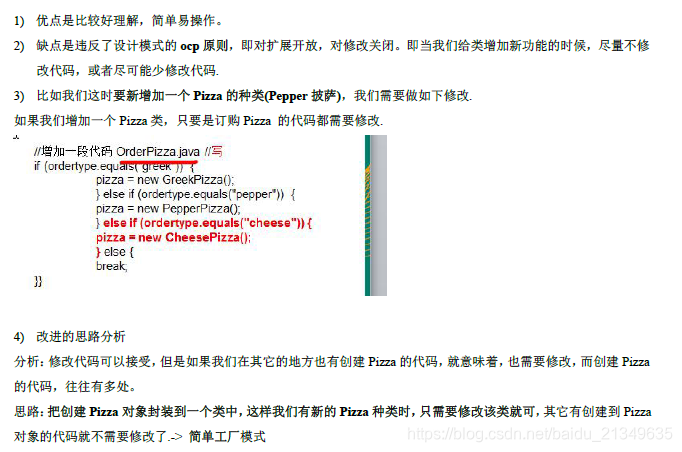 1) 优点是比较好理解，简单易操作。
2) 缺点是违反了设计模式的 ocp 原则，即对扩展开放，对修改关闭。即当我们给类增加新功能的时候，尽量不修
改代码，或者尽可能少修改代码.
3) 比如我们这时要新增加一个 Pizza 的种类(Pepper 披萨)，我们需要做如下修改.
如果我们增加一个 Pizza 类，只要是订购 Pizza 的代码都需要修改.
//增加一段代码 OrderPizza.java //写
if (ordertype.equals("greek")) {
pizza = new GreekPizza();
} else if (ordertype.equals("pepper")) {
pizza = new PepperPizza();
} else if (ordertype.equals("cheese")) {
pizza = new CheesePizza();
} else {
break;
}}
4) 改进的思路分析
分析：修改代码可以接受，但是如果我们在其它的地方也有创建 Pizza 的代码，就意味着，也需要修改，而创建 Pizza
的代码，往往有多处。
思路：把创建 Pizza 对象封装到一个类中，这样我们有新的 Pizza 种类时，只需要修改该类就可，其它有创建到 Pizza
对象的代码就不需要修改了.-> 简单工厂模式
https://blog.csdn.net/baidu_21349635